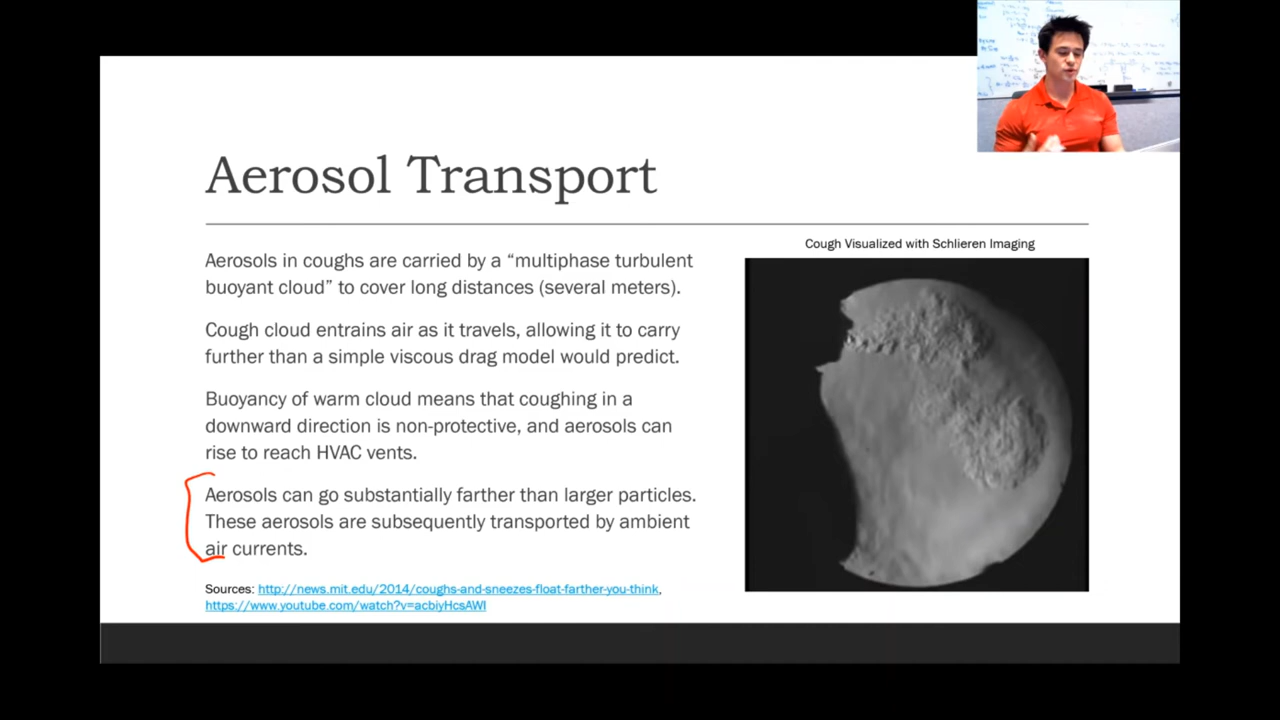 Aerosol Transport
Aerosols in coughs are carried by a “multiphase turbulent
buoyant cloud” to cover long distances (several meters).
Cough cloud entrains air as it travels, allowing it to carry
further than a simple viscous drag model would predict.
Buoyancy of warm cloud means that coughing in a
downward direction is non-protective, and aerosols can
rise to reach HVAC vents.
Aerosols can go substantially farther than larger particles.
These aerosols are subsequently transported by ambient
air currents.
Sources: http://news.mit.edu/2014/coughs-and-sneezes-float-farther-you-think,
https://www.youtube.com/watch?v=acbiyHcsAWI
Cough Visualized with Schlieren Imaging